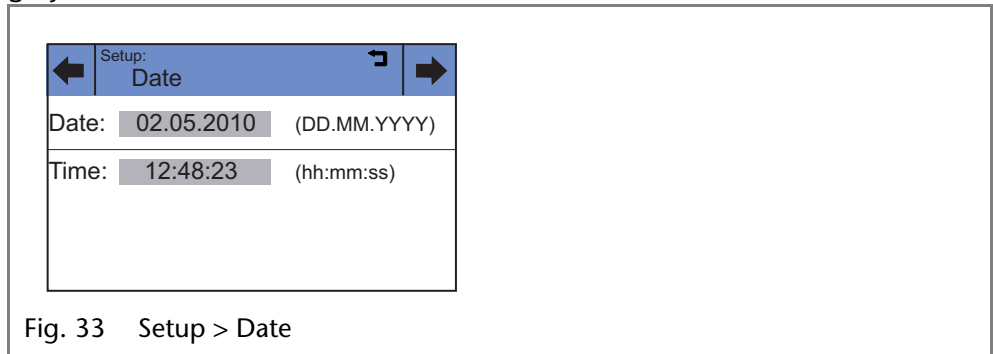 Setup:
Date
Date: 02.05.2010 (DD.MM.YYYY)
Time: 12:48:23 (hh:mm:ss)
Fig. 33 Setup > Date